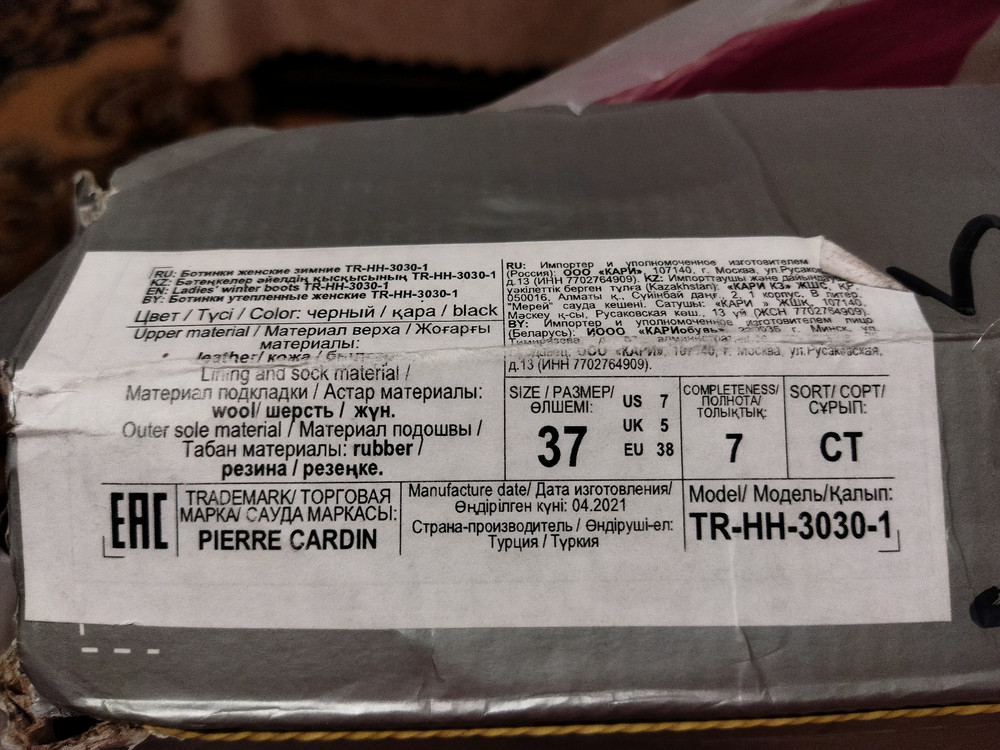 RU: Ботинки женские зимние TR-HH-3030-1
KZ: Бәтеңкелер әйелдің қысқысының TR-HH-3030-1
EN: Ladies' winter boots TR-HH-3030-1
BY: Ботинки утепленные женские TR-HH-3030-1
Цвет / Түсі / Color: черный / қара / black
Upper material / Материал верха / Жоғарғы
материалы:
leather/ кожа /
Lining and sock material /
Материал подкладки / Астар материалы:
wool/ шерсть / жүн.
Outer sole material / Материал подошвы /
Табан материалы: rubber /
резина / резеңке.
RU: Импортер и уполномоченное изготовителем
(Россия): ООО «КАРИ», 107140, г. Москва, ул.Русаковская,
д.13 (ИНН 7702764909). KZ: Импорттаушы және
уәкілеттік берген тұлға (Kazakhstan): «КАРИ КЗ» ЖШС, РК,
050016, Алматы қ., Сүйінбай даңғ., 2, 1 корпус,
"Мерей" сауда кешені. Сатушы: «КАРИ » ЖШҚ, 107140,
Мәскеу қ-сы, Русаковская көш., 13 үй (ЖСН 7702764909).
BY: Импортер и уполномоченное изготовителем лицо
(Беларусь): ИООО «КАРИобувь», г. Минск, ул.
ООО «КАРИ», 107140, г. Москва, ул.Русаковская,
д.13 (ИНН 7702764909).
SIZE / РАЗМЕР/
ӨЛШЕМІ:
37
US 7
UK 5
EU 38
COMPLETENESS/
ПОЛНОТА/
ТОЛЫҚТЫҚ:
7
SORT/ СОРТ/
СҰРЫП:
СТ
EAC
TRADEMARK/ ТОРГОВАЯ
МАРКА/ САУДА МАРКАСЫ:
PIERRE CARDIN
Manufacture date/ Дата изготовления/
Өңдірілген күні: 04.2021
Страна-производитель / Өндіруші-ел:
Турция / Түркия
Model/ Модель/Қалып:
TR-HH-3030-1